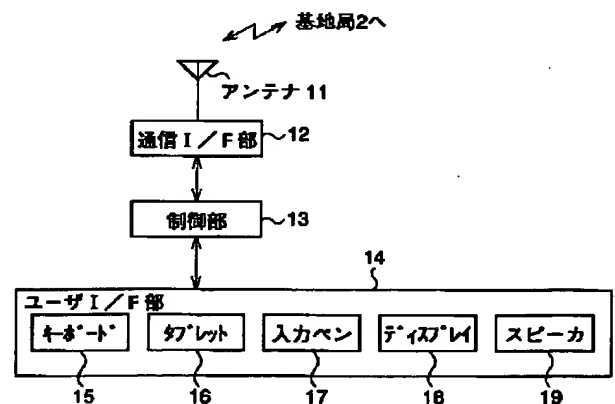 基地局2へ
アンテナ11
通信I/F部
12
制御部
13
14
ユーザI/F部
キーボード
タブレット
入力ペン
ディスプレイ
スピーカ
15
16
17
18
19